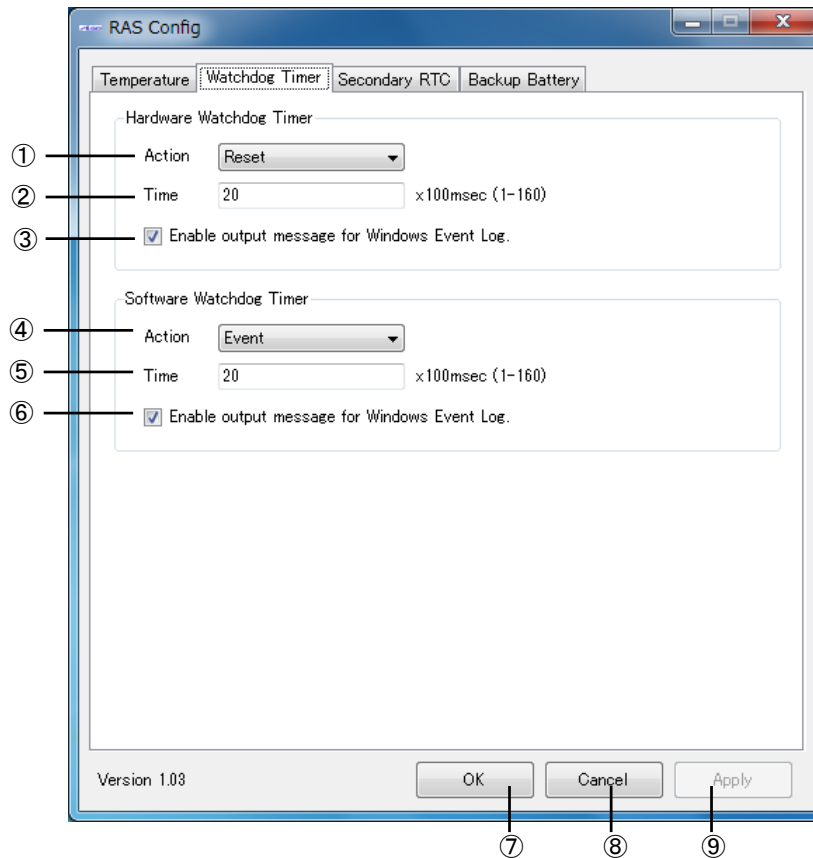 RAS Config
Temperature Watchdog Timer Secondary RTC Backup Battery
Hardware Watchdog Timer
① Action Reset
② Time 20 x100msec (1-160)
③ Enable output message for Windows Event Log.
Software Watchdog Timer
④ Action Event
⑤ Time 20 x100msec (1-160)
⑥ Enable output message for Windows Event Log.
Version 1.03 OK Cancel Apply
⑦ ⑧ ⑨